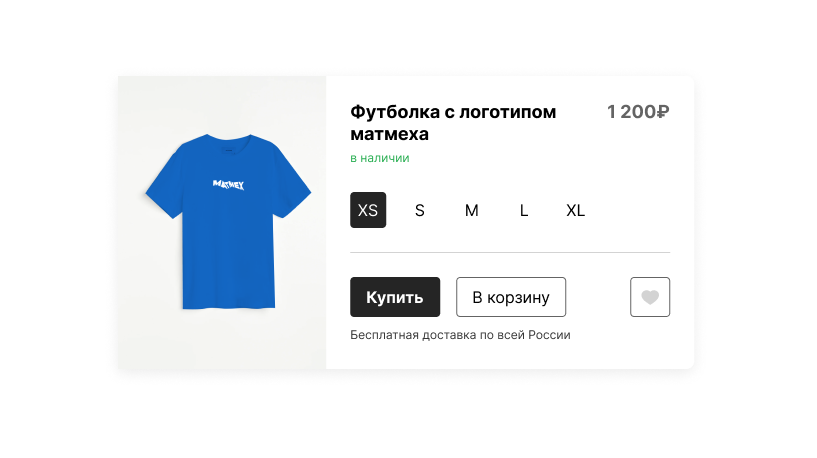 МАТМЕХ
Футболка с логотипом
матмеха
1 200₽
в наличии
XS S M L XL
Купить В корзину
Бесплатная доставка по всей России